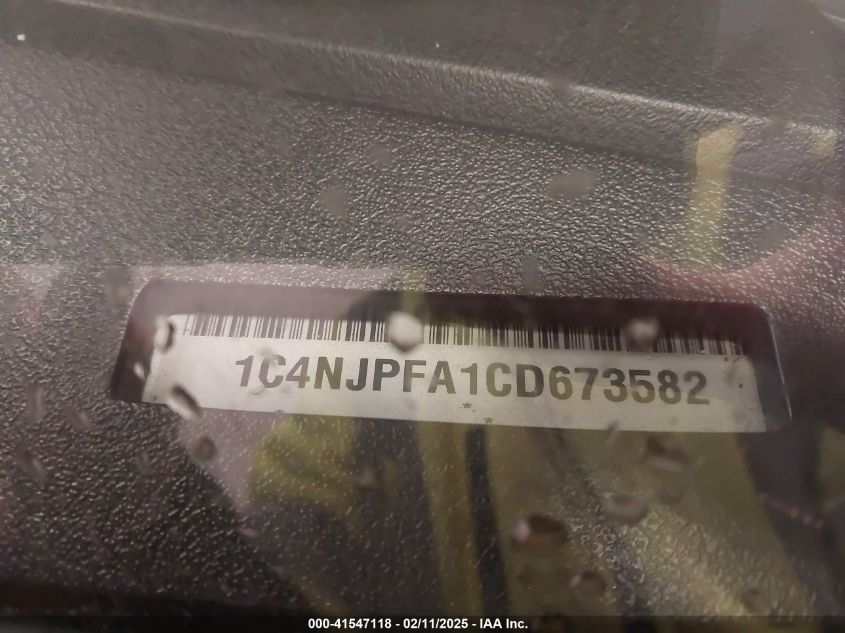 1C4NJPFA1CD673582
000-41547118 - 02/11/2025 - IAA Inc.